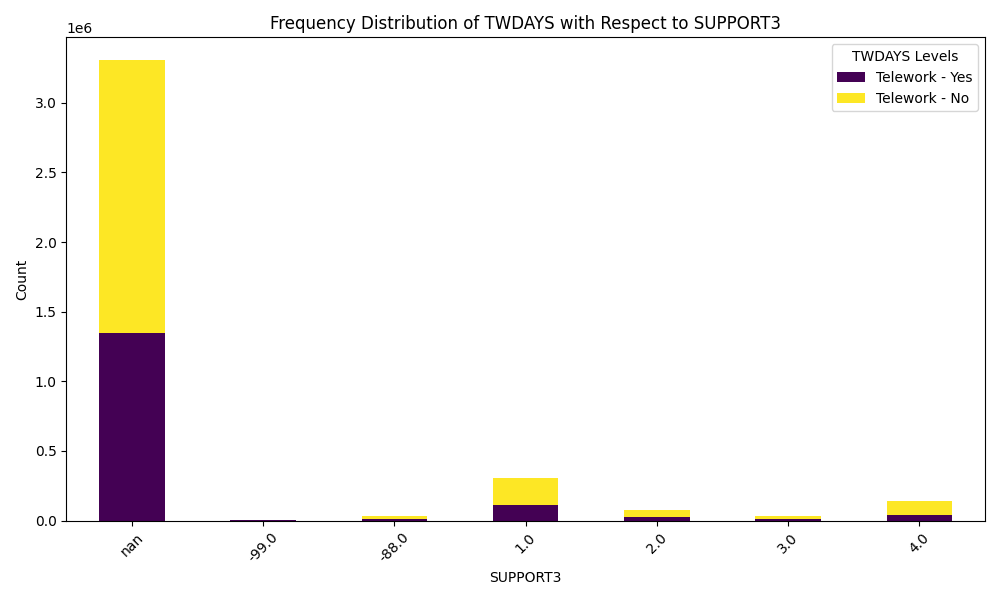 Frequency Distribution of TWDAYS with Respect to SUPPORT3
1e6
TWDAYS Levels
Telework - Yes
Telework - No
3.0
2.5
2.0
1.5
1.0
0.5
0.0
Count
nan
-99.0
-88.0
1.0
2.0
3.0
4.0
SUPPORT3